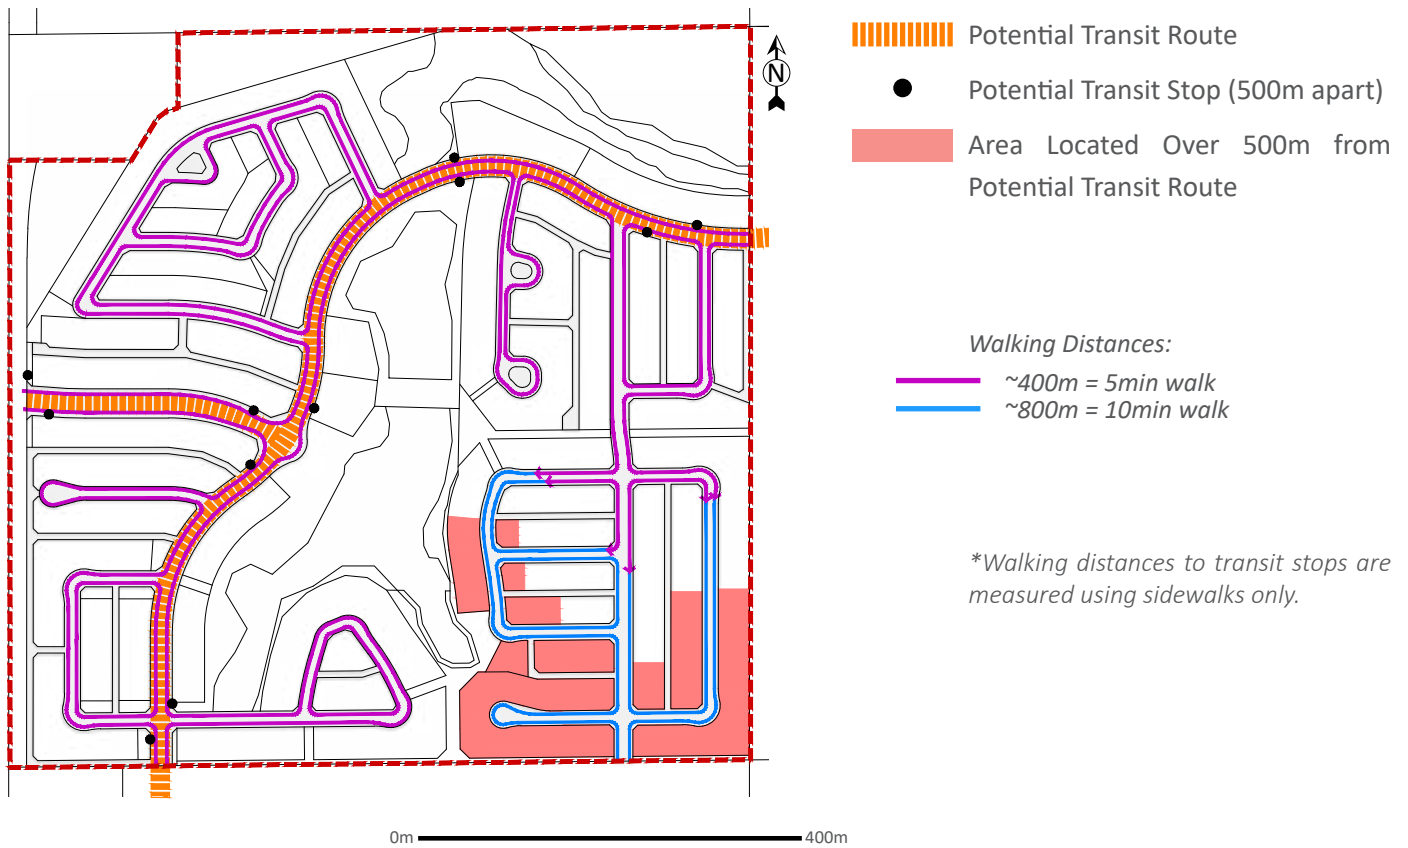 Potential Transit Route
N
Potential Transit Stop (500m apart)
Area Located Over 500m from
Potential Transit Route
Walking Distances:
~400m = 5min walk
~800m = 10min walk
*Walking distances to transit stops are
measured using sidewalks only.
0m 400m